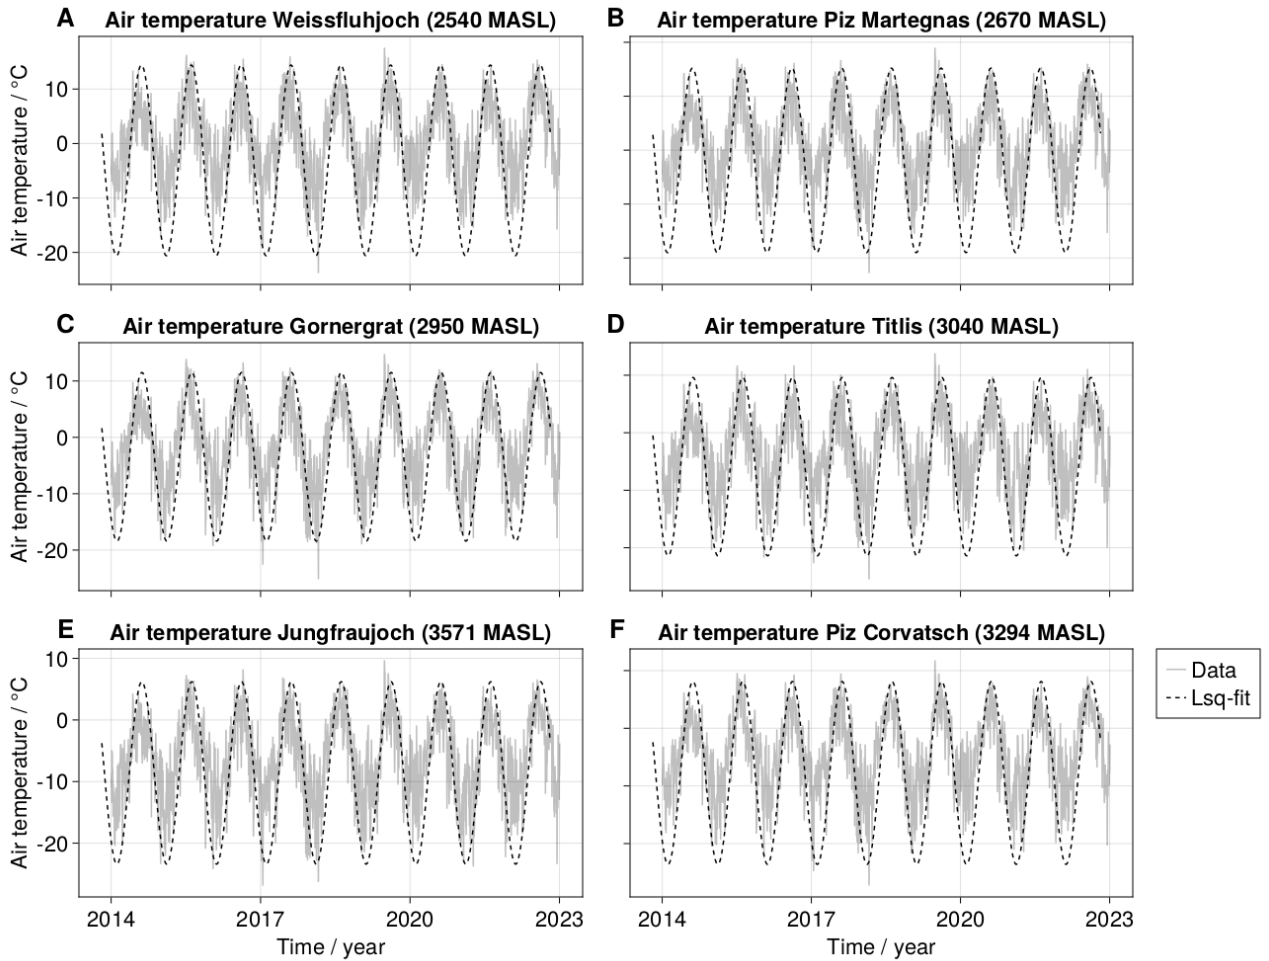 A Air temperature Weissfluhjoch (2540 MASL)
B Air temperature Piz Martegnas (2670 MASL)
Air temperature / °C
10
0
-10
-20
C Air temperature Gornergrat (2950 MASL)
D Air temperature Titlis (3040 MASL)
Air temperature / °C
10
0
-10
-20
E Air temperature Jungfraujoch (3571 MASL)
F Air temperature Piz Corvatsch (3294 MASL)
Air temperature / °C
10
0
-10
-20
Data
Lsq-fit
2014 2017 2020 2023
2014 2017 2020 2023
Time / year
Time / year